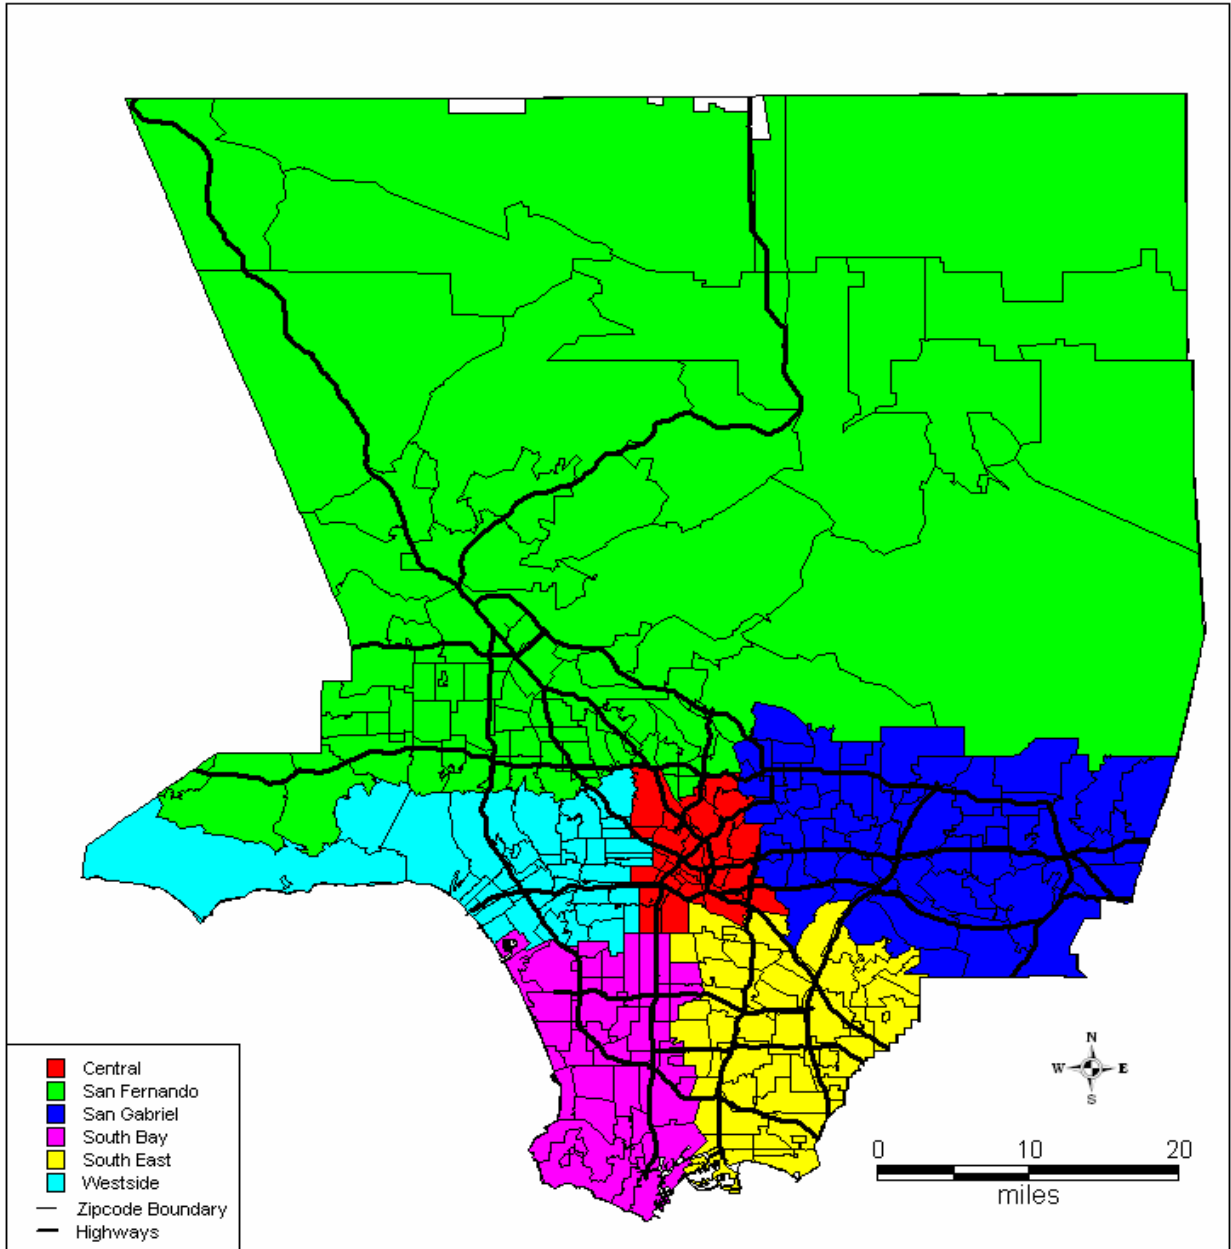 Central
San Fernando
San Gabriel
South Bay
South East
Westside
Zipcode Boundary
Highways
N
W E
S
0 10 20
miles